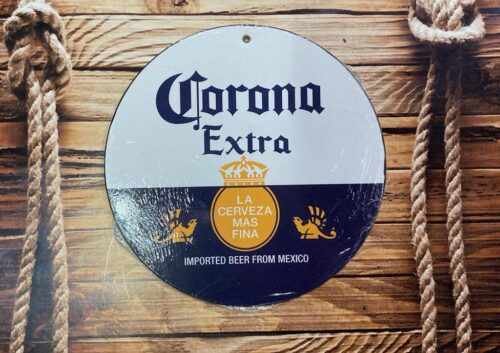 Corona
Extra
LA
CERVEZA
MAS
FINA
IMPORTED BEER FROM MEXICO